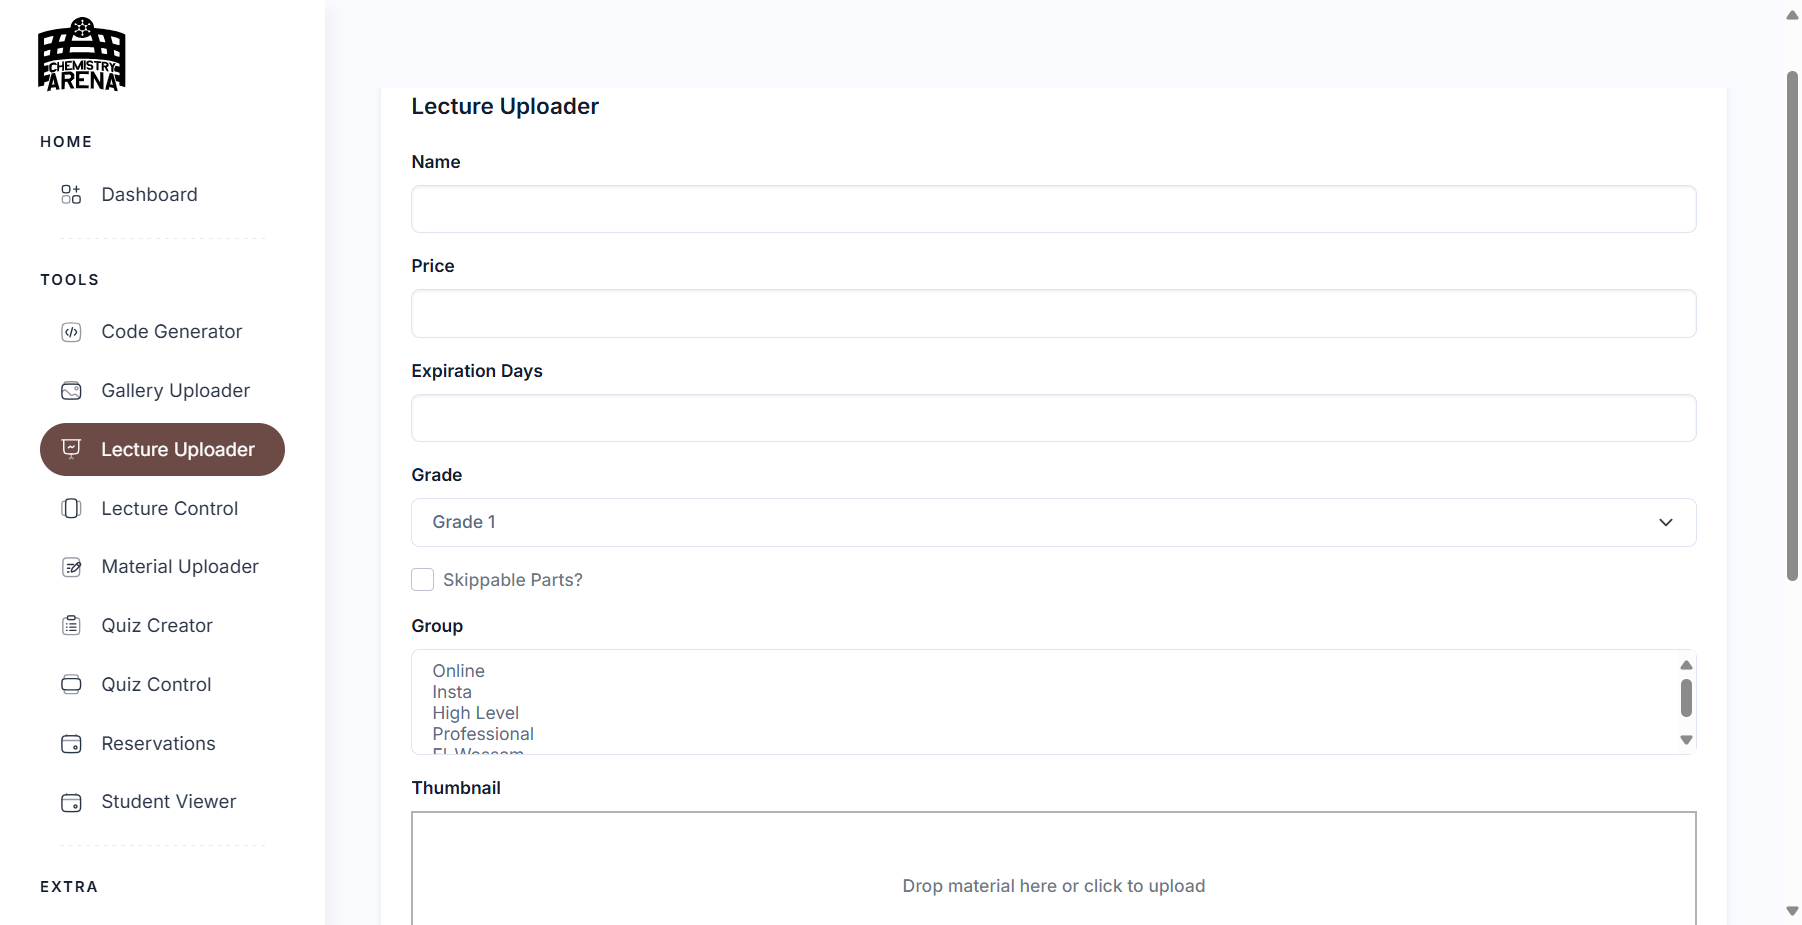 CHEMISTRY
ARENA
HOME
Dashboard
TOOLS
Code Generator
Gallery Uploader
Lecture Uploader
Lecture Control
Material Uploader
Quiz Creator
Quiz Control
Reservations
Student Viewer
EXTRA
Lecture Uploader
Name
Price
Expiration Days
Grade
Grade 1
Skippable Parts?
Group
Online
Insta
High Level
Professional
Thumbnail
Drop material here or click to upload